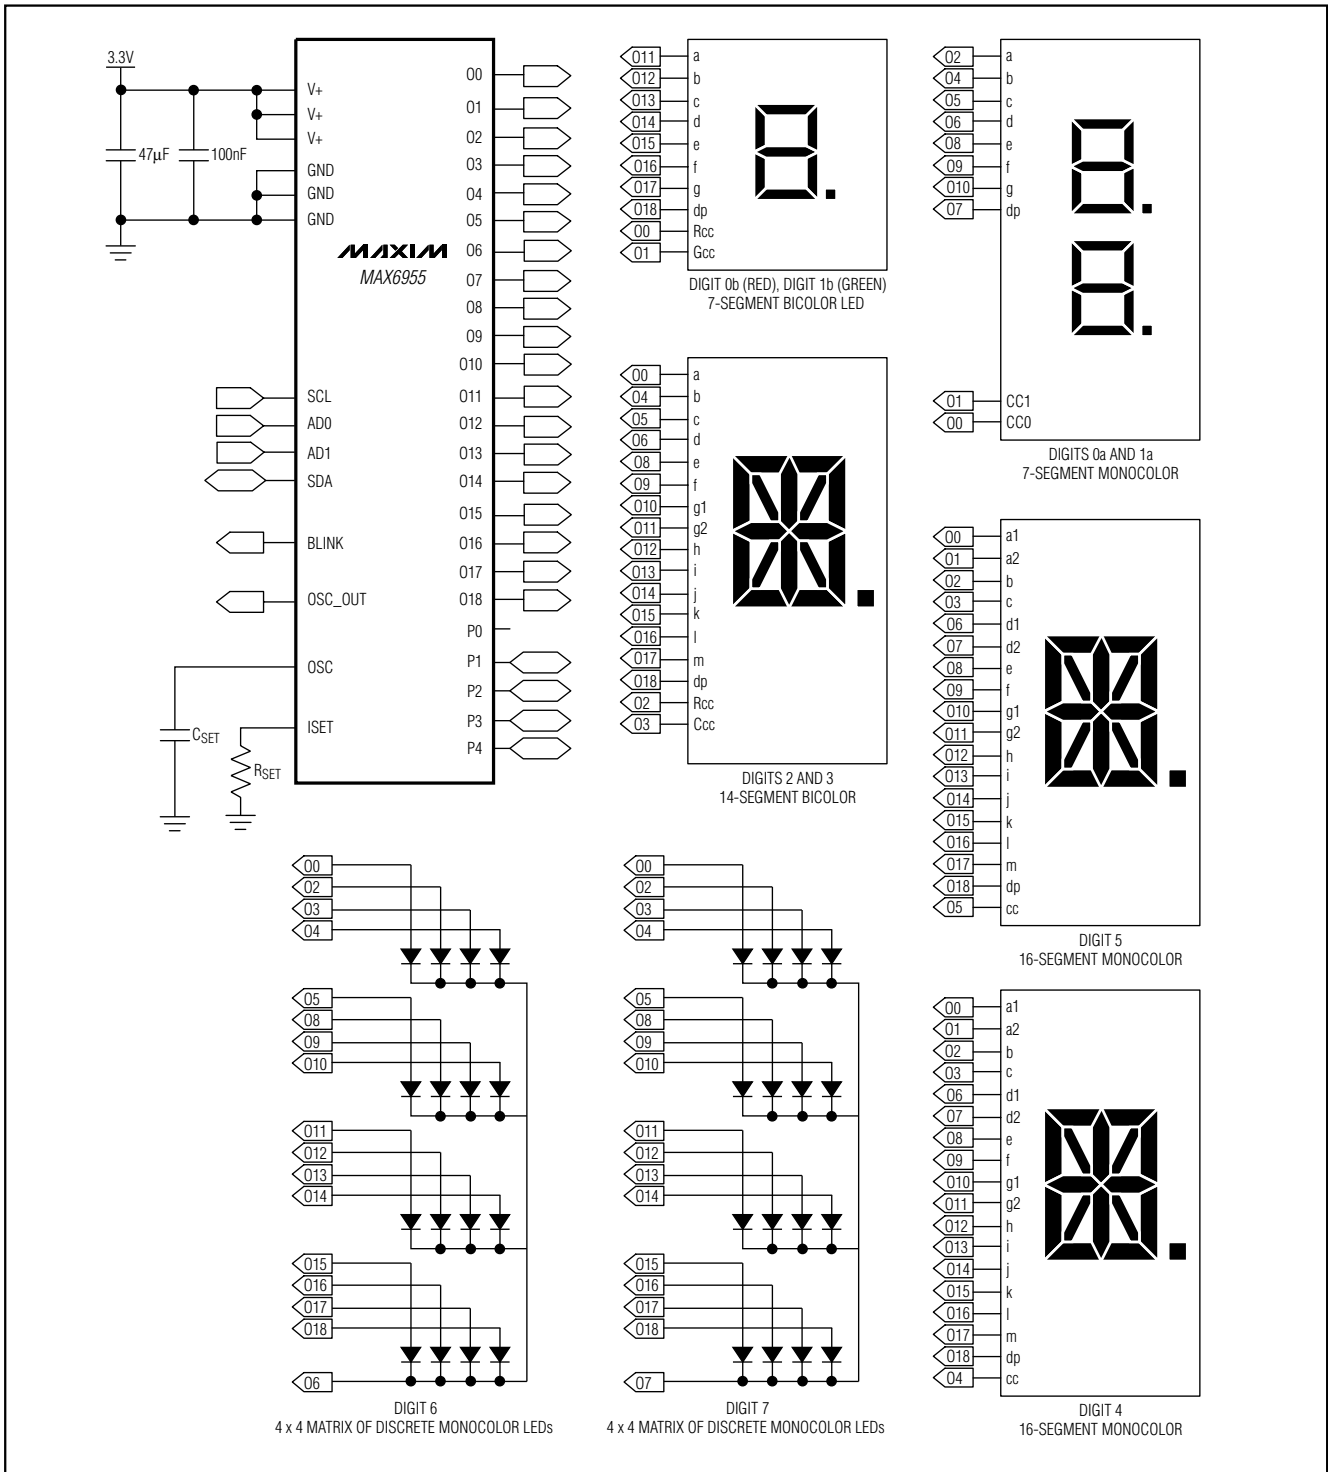 3.3V
47µF
100nF
V+
V+
V+
GND
GND
GND
MAXIM
MAX6955
SCL
AD0
AD1
SDA
BLINK
OSC_OUT
OSC
ISET
CSET
RSET
O0
O1
O2
O3
O4
O5
O6
O7
O8
O9
O10
O11
O12
O13
O14
O15
O16
O17
O18
P0
P1
P2
P3
P4
O11 a
O12 b
O13 c
O14 d
O15 e
O16 f
O17 g
O18 dp
O0 Rcc
O1 Gcc
DIGIT 0b (RED), DIGIT 1b (GREEN)
7-SEGMENT BICOLOR LED
O2 a
O4 b
O5 c
O6 d
O8 e
O9 f
O10 g
O7 dp
O1 CC1
O0 CC0
DIGITS 0a AND 1a
7-SEGMENT MONOCOLOR
O0 a
O4 b
O5 c
O6 d
O8 e
O9 f
O10 g1
O11 g2
O12 h
O13 i
O14 j
O15 k
O16 l
O17 m
O18 dp
O2 Rcc
O3 Ccc
DIGITS 2 AND 3
14-SEGMENT BICOLOR
O0 a1
O1 a2
O2 b
O3 c
O6 d1
O7 d2
O8 e
O9 f
O10 g1
O11 g2
O12 h
O13 i
O14 j
O15 k
O16 l
O17 m
O18 dp
O5 cc
DIGIT 5
16-SEGMENT MONOCOLOR
O0
O2
O3
O4
O5
O8
O9
O10
O11
O12
O13
O14
O15
O16
O17
O18
O6
DIGIT 6
4 x 4 MATRIX OF DISCRETE MONOCOLOR LEDs
O0
O2
O3
O4
O5
O8
O9
O10
O11
O12
O13
O14
O15
O16
O17
O18
O7
DIGIT 7
4 x 4 MATRIX OF DISCRETE MONOCOLOR LEDs
O0 a1
O1 a2
O2 b
O3 c
O6 d1
O7 d2
O8 e
O9 f
O10 g1
O11 g2
O12 h
O13 i
O14 j
O15 k
O16 l
O17 m
O18 dp
O4 cc
DIGIT 4
16-SEGMENT MONOCOLOR